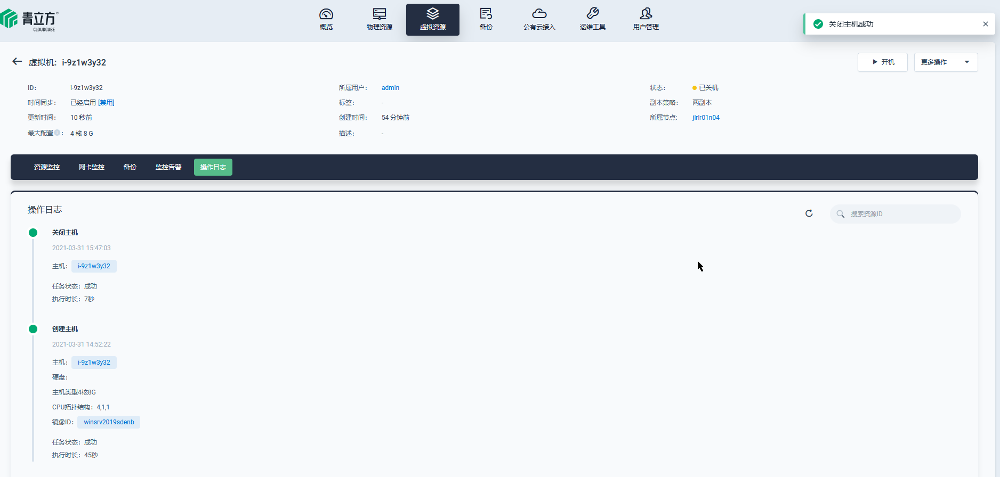 青立方®
CLOUDCUBE
概览
物理资源
虚拟资源
备份
公有云接入
运维工具
用户管理
关闭主机成功
虚拟机: i-9z1w3y32
开机
更多操作
ID: i-9z1w3y32
所属用户: admin
状态: 已关机
时间同步: 已经启用 [禁用]
标签: -
副本策略: 两副本
更新时间: 10 秒前
创建时间: 54 分钟前
所属节点: jlrlr01n04
最大配置: 4 核 8 G
描述: -
资源监控
网卡监控
备份
监控告警
操作日志
操作日志
搜索资源ID
关闭主机
2021-03-31 15:47:03
主机: i-9z1w3y32
任务状态: 成功
执行时长: 7秒
创建主机
2021-03-31 14:52:22
主机: i-9z1w3y32
硬盘:
主机类型4核8G
CPU拓扑结构: 4,1,1
镜像ID: winsrv2019sdenb
任务状态: 成功
执行时长: 45秒